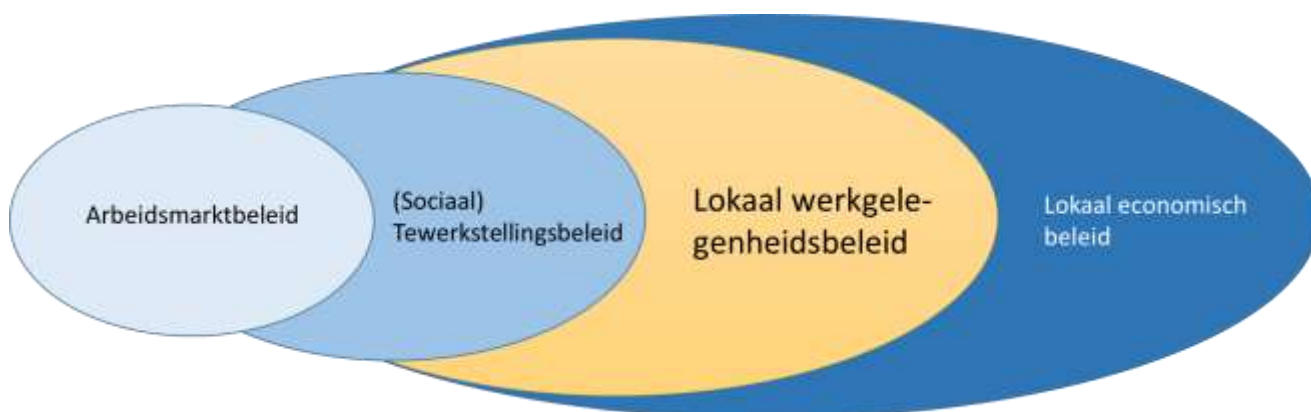 Arbeidsmarktbeleid
(Sociaal)
Tewerkstellingsbeleid
Lokaal werkgele-
genheidsbeleid
Lokaal economisch
beleid